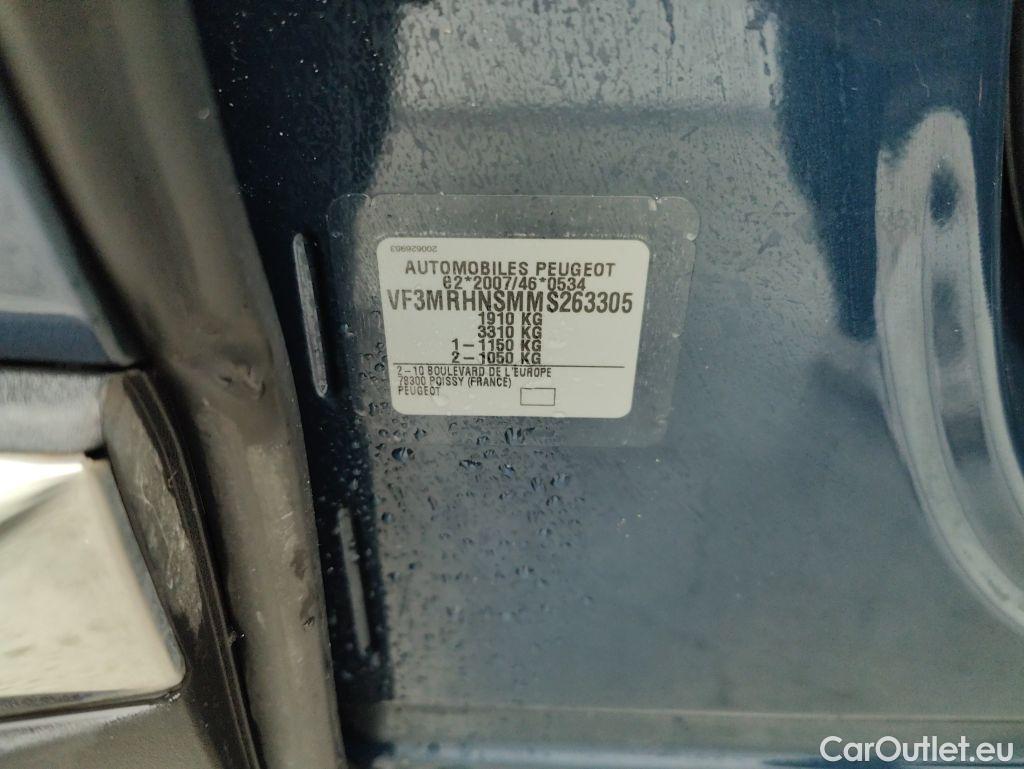 200626963
AUTOMOBILES PEUGEOT
e2*2007/46*0534
VF3MRHNSMMS263305
1910 KG
3310 KG
1-1150 KG
2-1050 KG
2-10 BOULEVARD DE L'EUROPE
78300 POISSY (FRANCE)
PEUGEOT
CarOutlet.eu